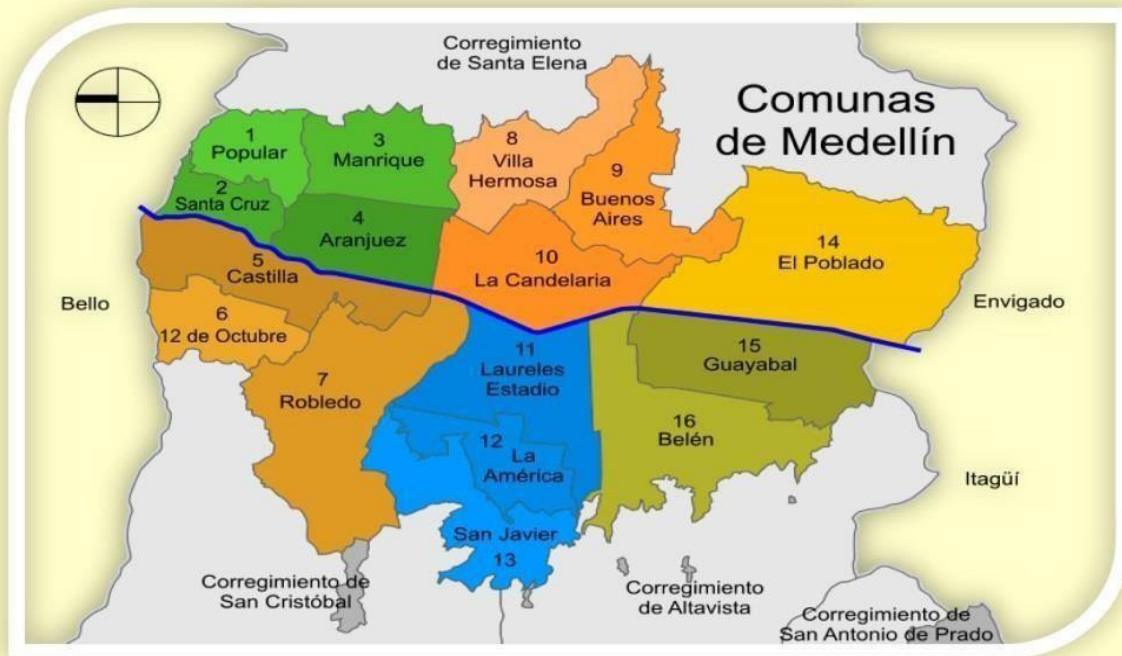 Corregimiento
de Santa Elena
Comunas
de Medellín
1
Popular
3
Manrique
8
Villa
Hermosa
9
Buenos
Aires
2
Santa Cruz
4
Aranjuez
14
El Poblado
10
La Candelaria
5
Castilla
Bello
Envigado
6
12 de Octubre
11
Laureles
Estadio
15
Guayabal
7
Robledo
16
Belén
12
La
América
Itagüí
San Javier
13
Corregimiento de
San Cristóbal
Corregimiento
de Altavista
Corregimiento de
San Antonio de Prado